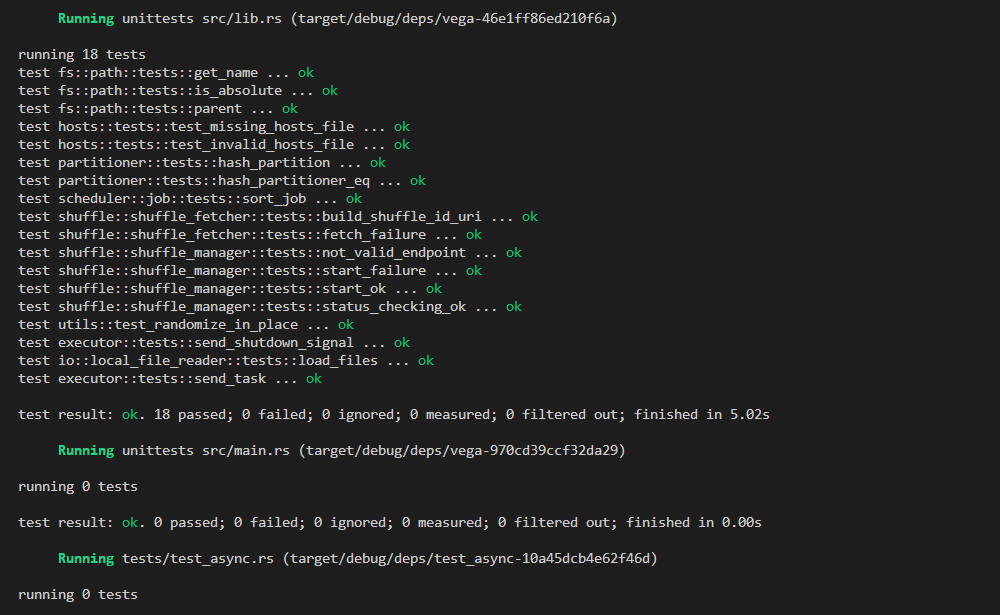 Running unittests src/lib.rs (target/debug/deps/vega-46e1ff86ed210f6a)
running 18 tests
test fs::path::tests::get_name ... ok
test fs::path::tests::is_absolute ... ok
test fs::path::tests::parent ... ok
test hosts::tests::test_missing_hosts_file ... ok
test hosts::tests::test_invalid_hosts_file ... ok
test partitioner::tests::hash_partition ... ok
test partitioner::tests::hash_partitioner_eq ... ok
test scheduler::job::tests::sort_job ... ok
test shuffle::shuffle_fetcher::tests::build_shuffle_id_uri ... ok
test shuffle::shuffle_fetcher::tests::fetch_failure ... ok
test shuffle::shuffle_manager::tests::not_valid_endpoint ... ok
test shuffle::shuffle_manager::tests::start_failure ... ok
test shuffle::shuffle_manager::tests::start_ok ... ok
test shuffle::shuffle_manager::tests::status_checking_ok ... ok
test utils::test_randomize_in_place ... ok
test executor::tests::send_shutdown_signal ... ok
test io::local_file_reader::tests::load_files ... ok
test executor::tests::send_task ... ok
test result: ok. 18 passed; 0 failed; 0 ignored; 0 measured; 0 filtered out; finished in 5.02s
Running unittests src/main.rs (target/debug/deps/vega-970cd39ccf32da29)
running 0 tests
test result: ok. 0 passed; 0 failed; 0 ignored; 0 measured; 0 filtered out; finished in 0.00s
Running tests/test_async.rs (target/debug/deps/test_async-10a45dcb4e62f46d)
running 0 tests